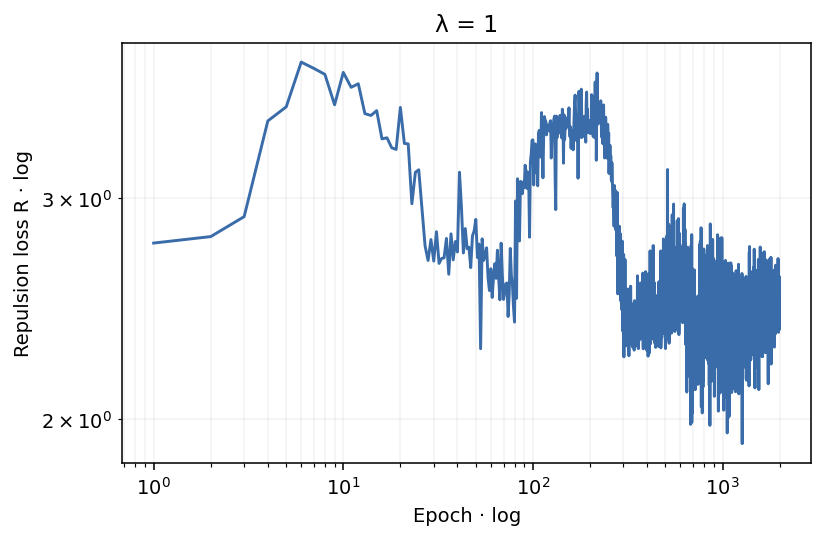 λ = 1
Repulsion loss R · log
3 × 10⁰
2 × 10⁰
10⁰ 10¹ 10² 10³
Epoch · log